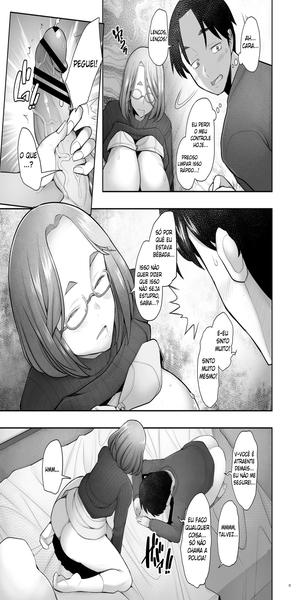 LENÇOS,
LENÇOS!
AH...
CARA...
PEGUEI!
EU PERDI
O MEU
CONTROLE
HOJE...
PRECISO
LIMPAR ISSO
RÁPIDO...!
O QUE
...?
SÓ POR
QUE EU
ESTAVA
BÊBADA...
ISSO NÃO
QUER DIZER
QUE ISSO
NÃO SEJA
ESTUPRO,
SABIA...?
E-EU
SINTO
MUITO!
SINTO
MUITO
MESMO!
HMM...
V-VOCÊ É
ATRAENTE
DEMAIS...
EU NÃO ME
SEGUREI...
EU FAÇO
QUALQUER
COISA... SÓ
NÃO CHAMA
A POLÍCIA!
MMMM,
TALVEZ...